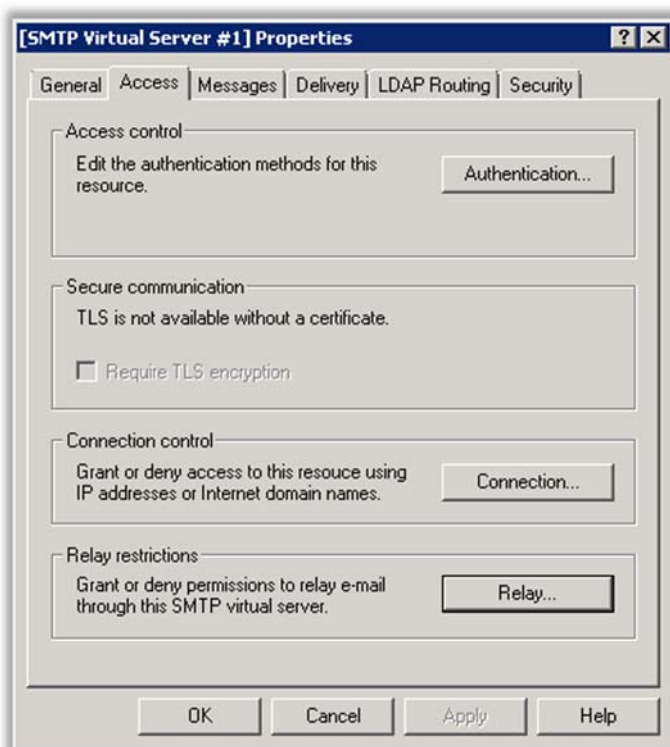 [SMTP Virtual Server #1] Properties
General Access Messages Delivery LDAP Routing Security
Access control
Edit the authentication methods for this
resource.
Authentication...
Secure communication
TLS is not available without a certificate.
Require TLS encryption
Connection control
Grant or deny access to this resouce using
IP addresses or Internet domain names.
Connection...
Relay restrictions
Grant or deny permissions to relay e-mail
through this SMTP virtual server.
Relay...
OK Cancel Apply Help